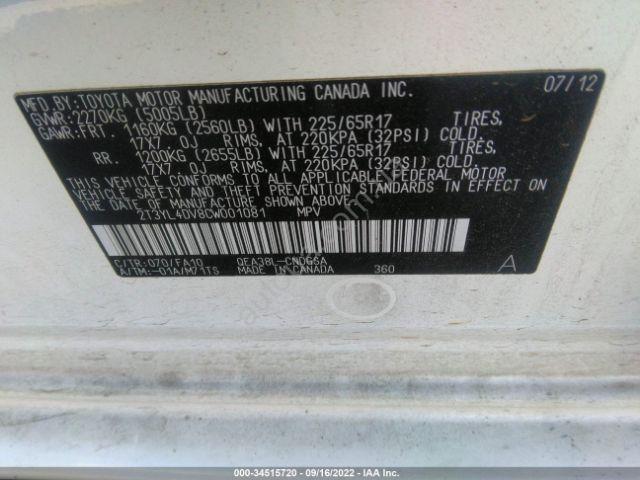 MFD.BY:TOYOTA MOTOR MANUFACTURING CANADA INC. 07/12
GVWR:2270KG (5005LB)
GAWR:FRT. 1160KG (2560LB) WITH 225/65R17 TIRES,
17X7.0J RIMS, AT 220KPA (32PSI) COLD.
RR. 1200KG (2655LB) WITH 225/65R17 TIRES,
17X7.0J RIMS, AT 220KPA (32PSI) COLD.
THIS VEHICLE CONFORMS TO ALL APPLICABLE FEDERAL MOTOR
VEHICLE SAFETY AND THEFT PREVENTION STANDARDS IN EFFECT ON
THE DATE OF MANUFACTURE SHOWN ABOVE.
2T3YL4DV8CW001081 MPV
C/TR:070/FA10 QEA38L-CNDGSA
A/TM:-01A/M71TS MADE IN CANADA 360 A
000-34515720 - 09/16/2022 - IAA Inc.